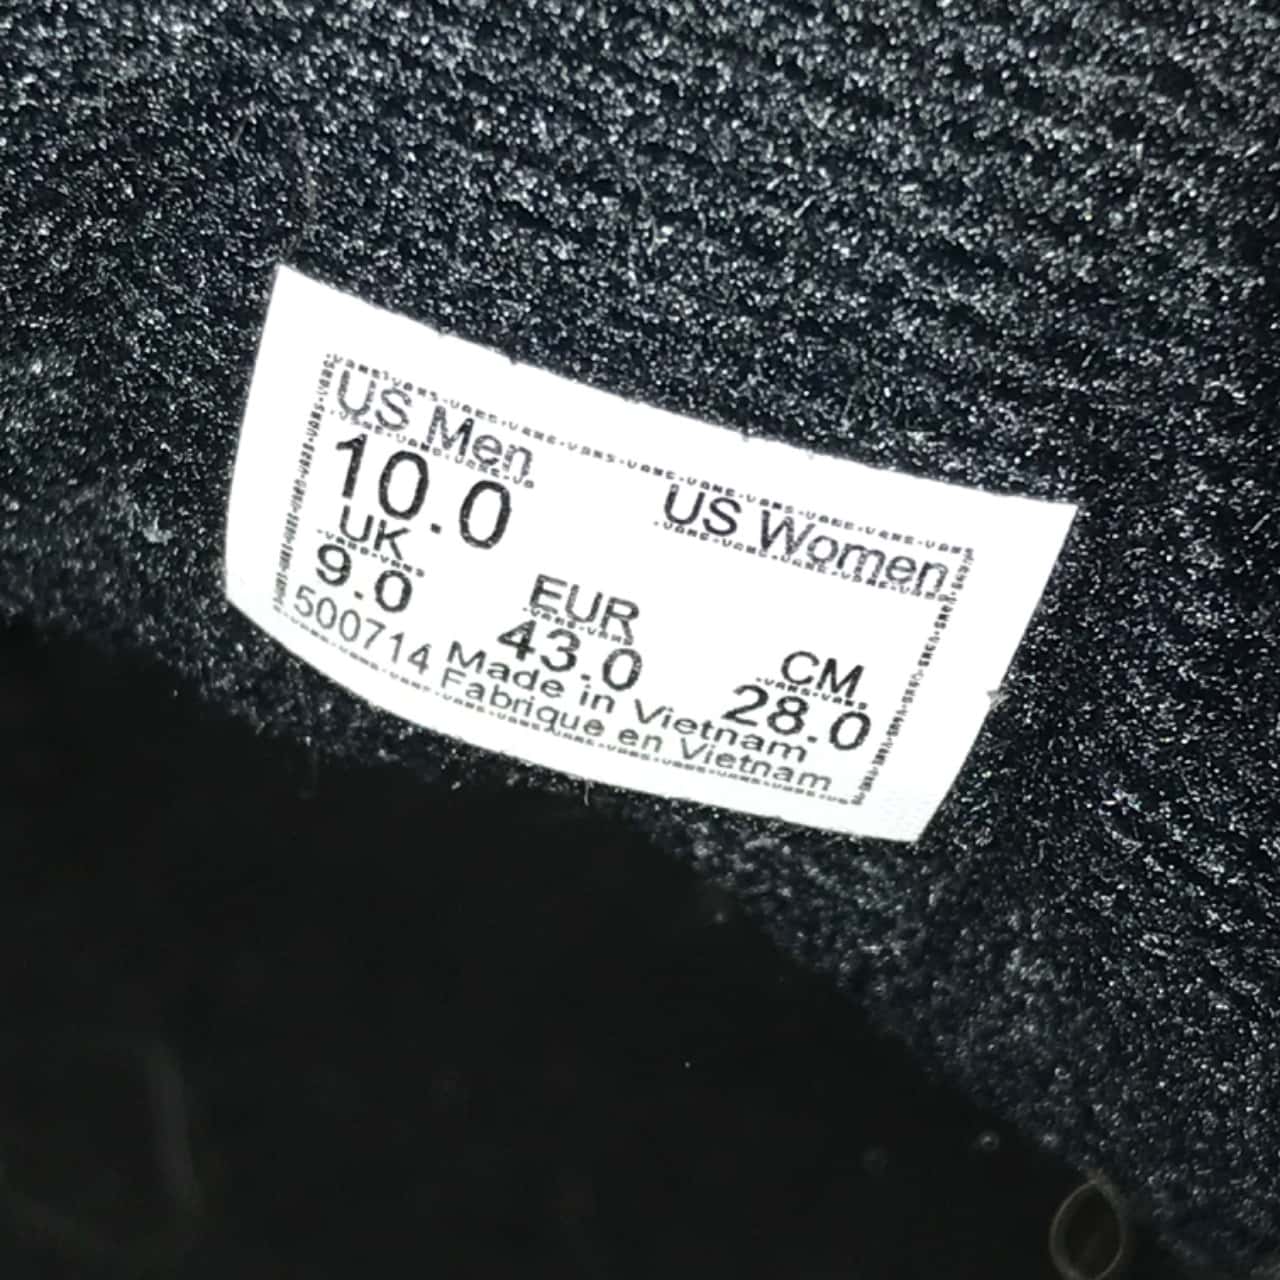 US Men
US Women
10.0
UK
EUR
CM
9.0
43.0
28.0
500714 Made in Vietnam
Fabrique en Vietnam